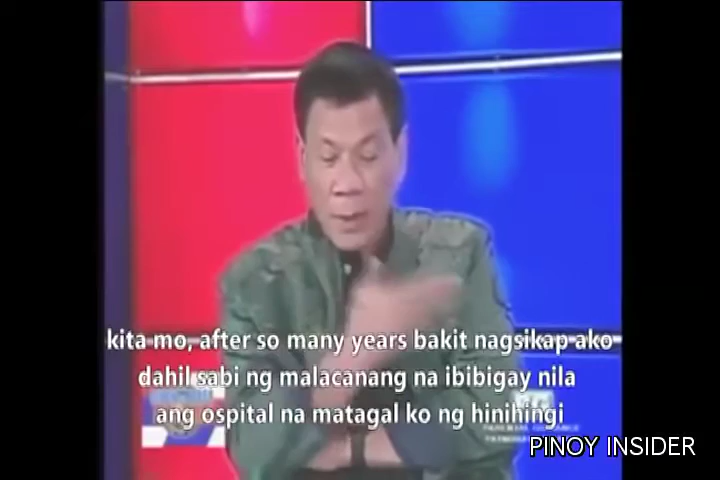 kita mo, after so many years bakit nagsikap ako
dahil sabi ng malacanang na ibibigay nila
ang ospital na matagal ko ng hinihingi
PINOY INSIDER